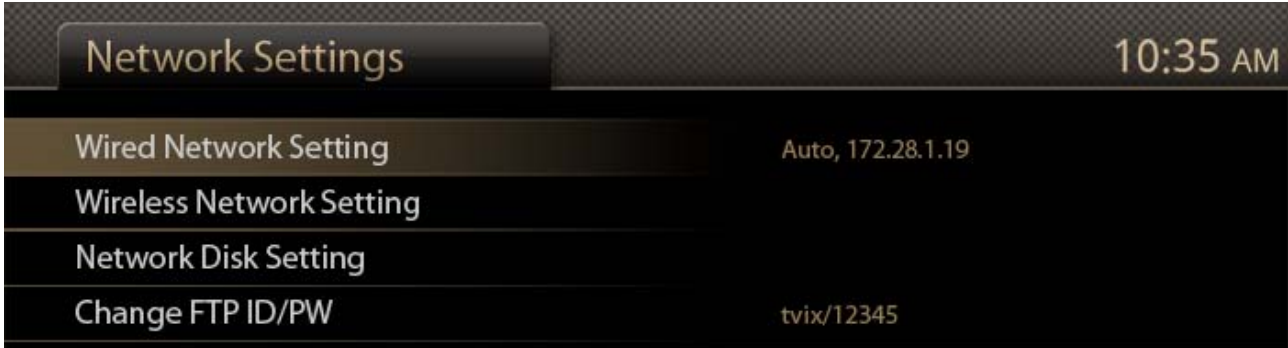 Network Settings 10:35 AM
Wired Network Setting Auto, 172.28.1.19
Wireless Network Setting
Network Disk Setting
Change FTP ID/PW tvix/12345